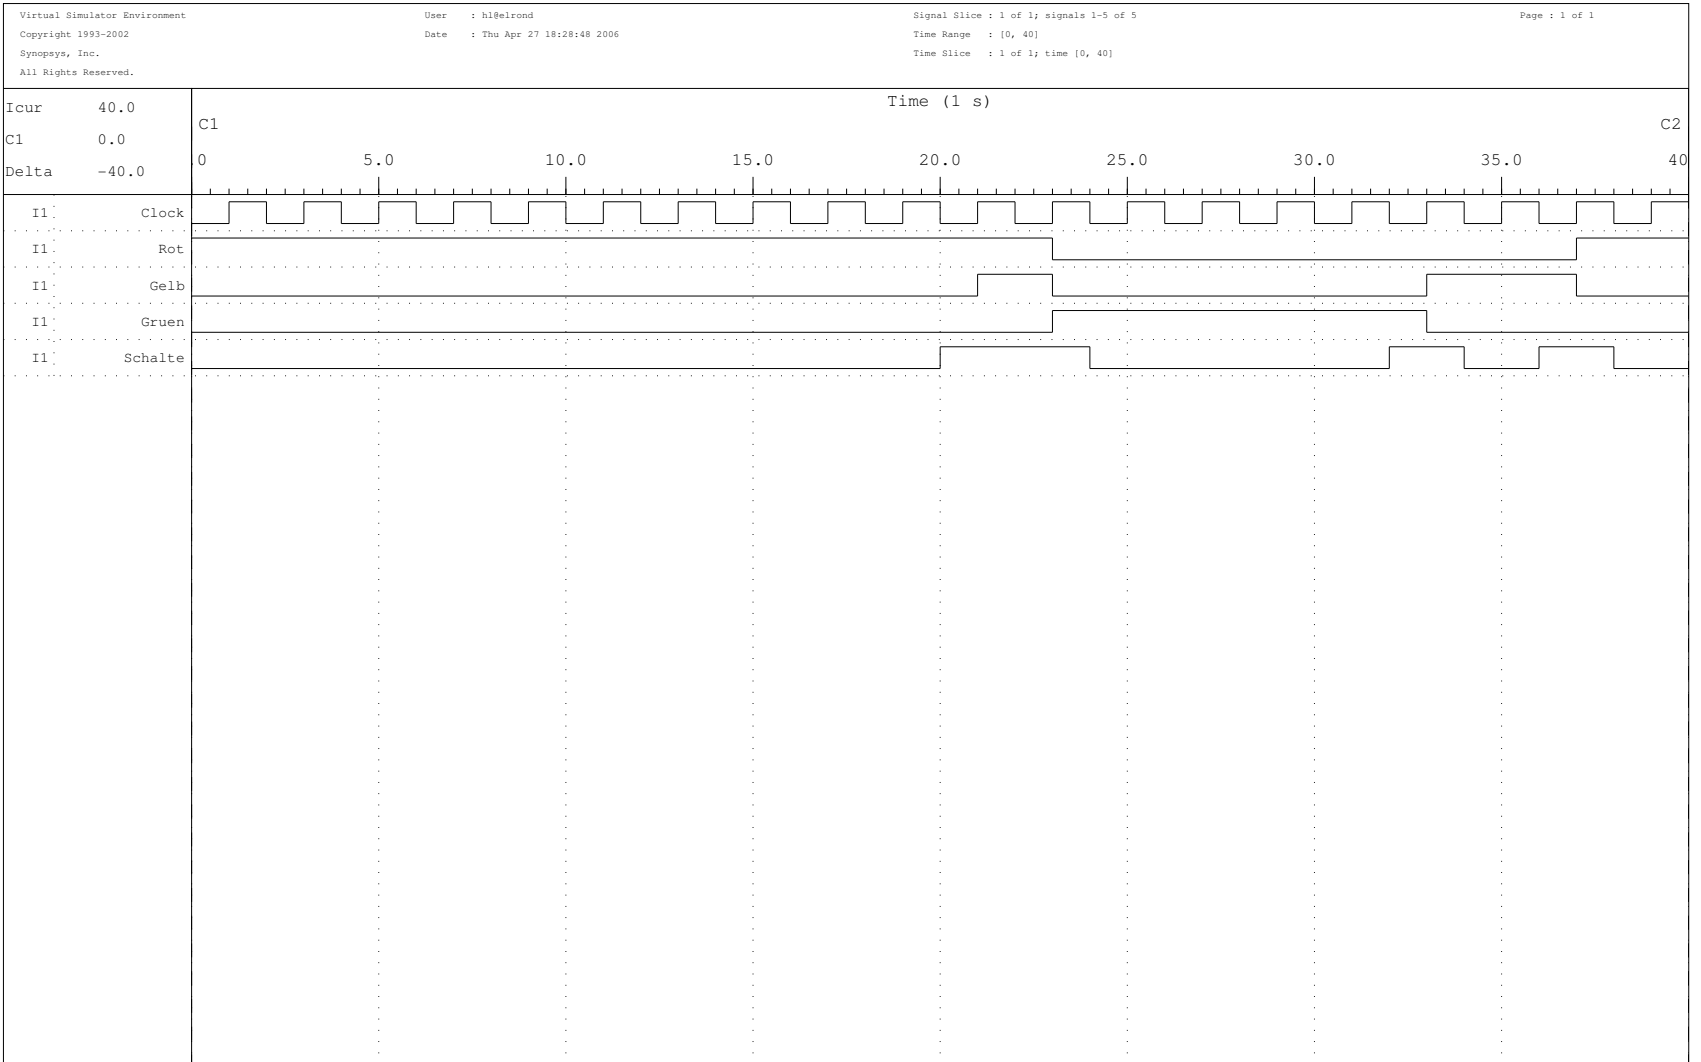 Virtual Simulator Environment User : hl@elrond Signal Slice : 1 of 1; signals 1-5 of 5 Page : 1 of 1
Copyright 1993-2002 Date : Thu Apr 27 18:28:48 2006 Time Range : [0, 40]
Synopsys, Inc. Time Slice : 1 of 1; time [0, 40]
All Rights Reserved.
Icur 40.0 Time (1 s)
C1 C2
C1 0.0
.0 5.0 10.0 15.0 20.0 25.0 30.0 35.0 40
Delta -40.0
I1 Clock
I1 Rot
I1 Gelb
I1 Gruen
I1 Schalte